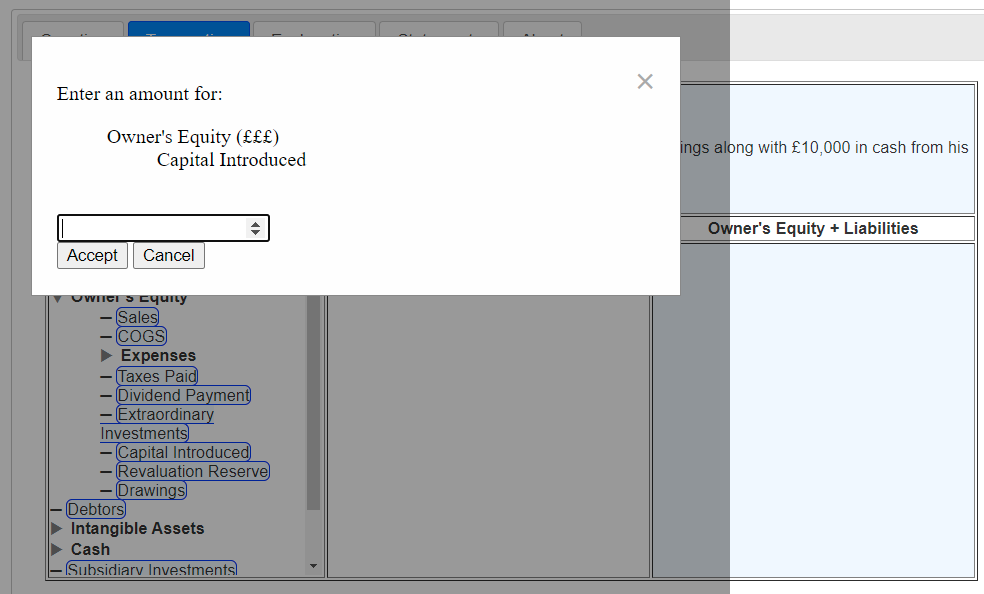 Enter an amount for:
×
Owner's Equity (£££)
Capital Introduced
Accept Cancel
ings along with £10,000 in cash from his
Owner's Equity + Liabilities
Owner's Equity
Sales
COGS
Expenses
Taxes Paid
Dividend Payment
Extraordinary
Investments
Capital Introduced
Revaluation Reserve
Drawings
Debtors
Intangible Assets
Cash
Subsidiary Investments